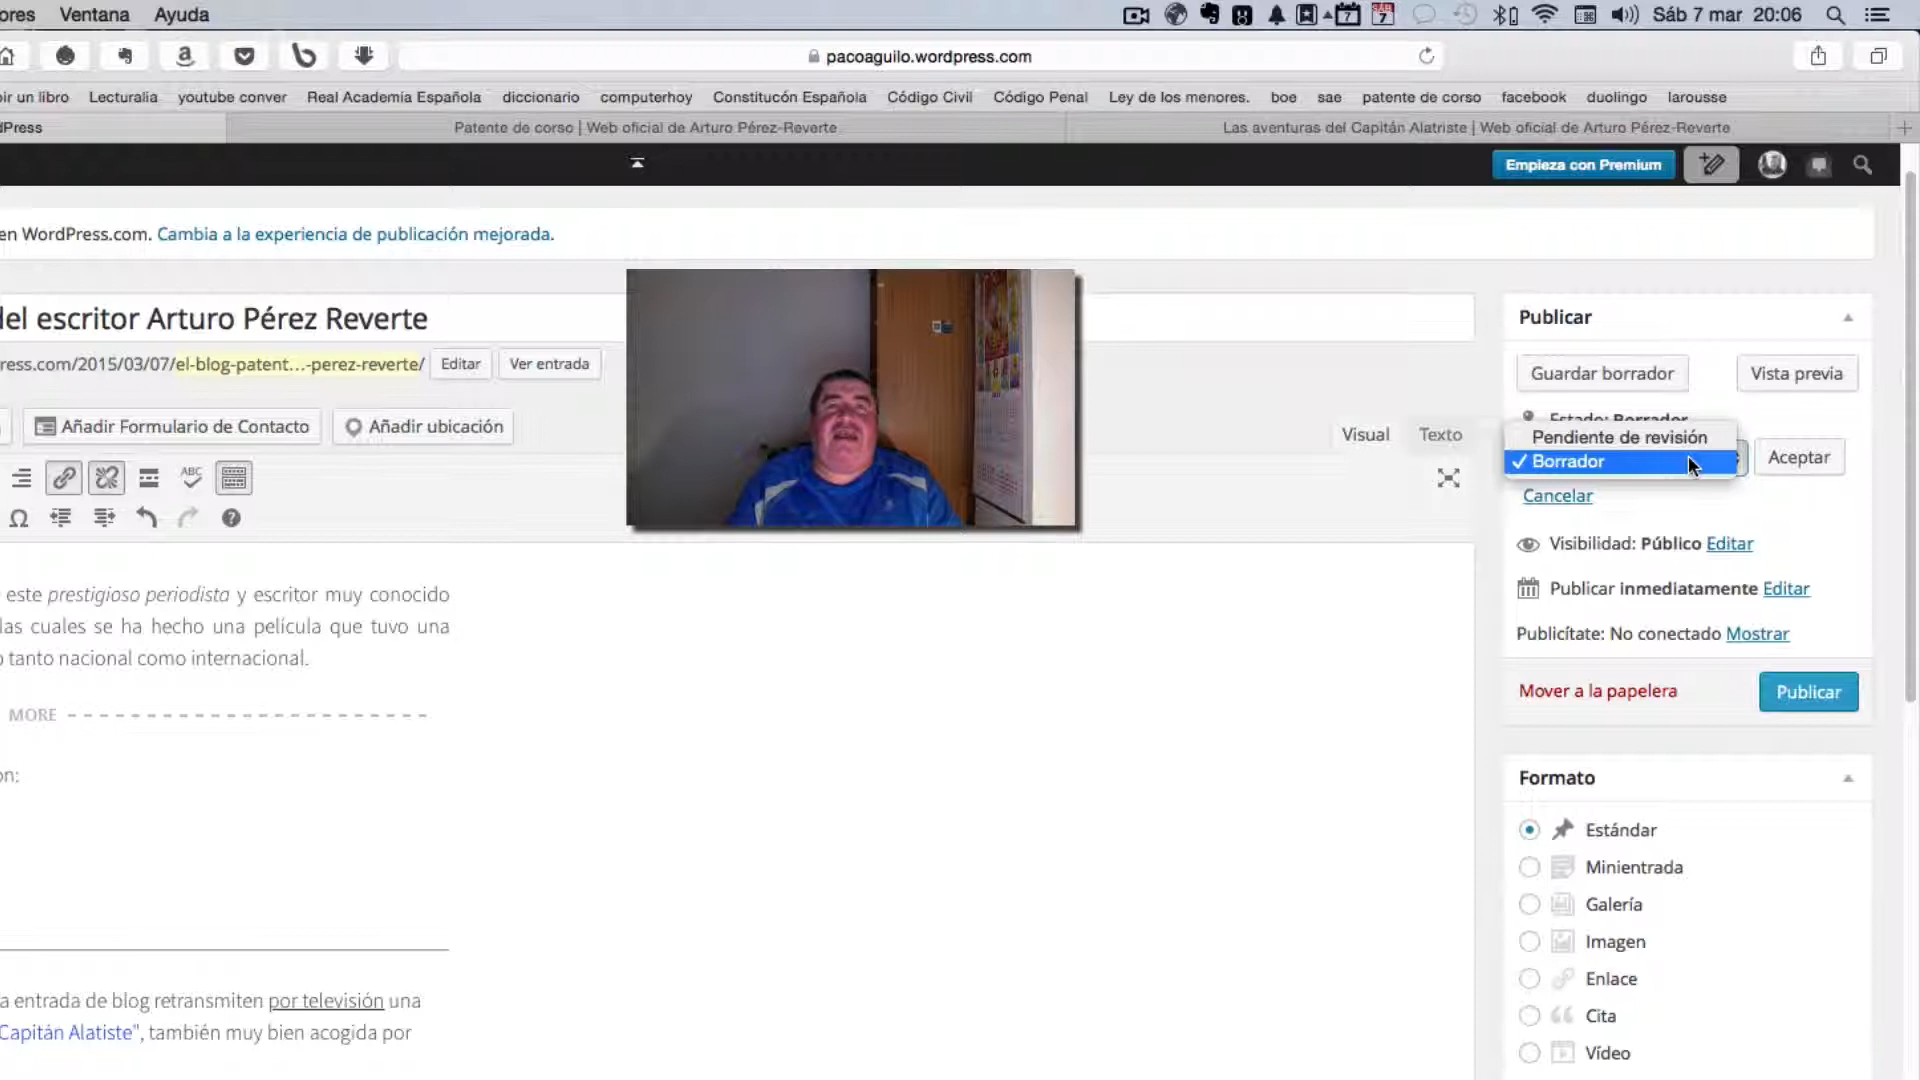 ores Ventana Ayuda Sáb 7 mar 20:06
pacoaguilo.wordpress.com
ir un libro Lecturalia youtube conver Real Academia Española diccionario computerhoy Constitucón Española Código Civil Código Penal Ley de los menores. boe sae patente de corso facebook duolingo larousse
dPress Patente de corso | Web oficial de Arturo Pérez-Reverte Las aventuras del Capitán Alatriste | Web oficial de Arturo Pérez-Reverte
Empieza con Premium
en WordPress.com. Cambia a la experiencia de publicación mejorada.
del escritor Arturo Pérez Reverte
ress.com/2015/03/07/el-blog-patent...-perez-reverte/ Editar Ver entrada
Añadir Formulario de Contacto Añadir ubicación
Visual Texto
ABC
este prestigioso periodista y escritor muy conocido
las cuales se ha hecho una película que tuvo una
o tanto nacional como internacional.
MORE
on:
a entrada de blog retransmiten por televisión una
Capitán Alatiste", también muy bien acogida por
Publicar
Guardar borrador Vista previa
Estado: Borrador
Pendiente de revisión
✓ Borrador Aceptar
Cancelar
Visibilidad: Público Editar
Publicar inmediatamente Editar
Publicítate: No conectado Mostrar
Mover a la papelera Publicar
Formato
Estándar
Minientrada
Galería
Imagen
Enlace
Cita
Vídeo